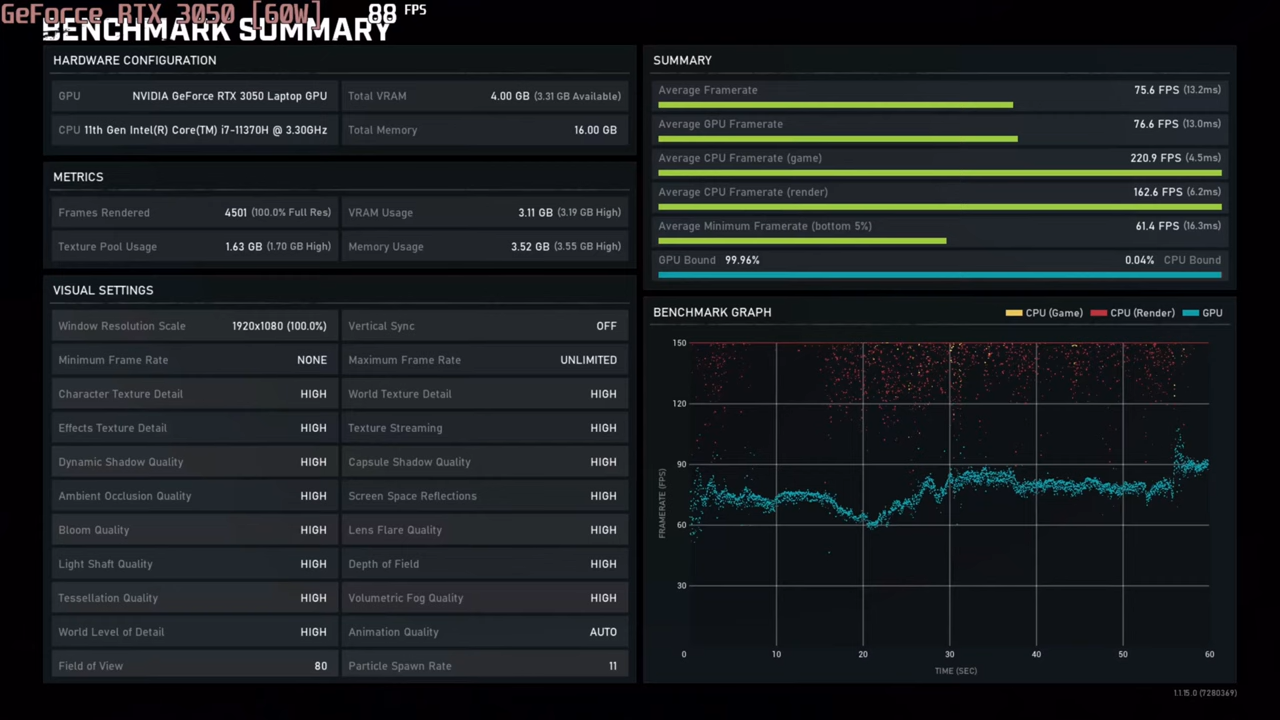 GeForce RTX 3050 [60W] 88 FPS
BENCHMARK SUMMARY
HARDWARE CONFIGURATION
GPU NVIDIA GeForce RTX 3050 Laptop GPU Total VRAM 4.00 GB (3.31 GB Available)
CPU 11th Gen Intel(R) Core(TM) i7-11370H @ 3.30GHz Total Memory 16.00 GB
METRICS
Frames Rendered 4501 (100.0% Full Res) VRAM Usage 3.11 GB (3.19 GB High)
Texture Pool Usage 1.63 GB (1.70 GB High) Memory Usage 3.52 GB (3.55 GB High)
VISUAL SETTINGS
Window Resolution Scale 1920x1080 (100.0%) Vertical Sync OFF
Minimum Frame Rate NONE Maximum Frame Rate UNLIMITED
Character Texture Detail HIGH World Texture Detail HIGH
Effects Texture Detail HIGH Texture Streaming HIGH
Dynamic Shadow Quality HIGH Capsule Shadow Quality HIGH
Ambient Occlusion Quality HIGH Screen Space Reflections HIGH
Bloom Quality HIGH Lens Flare Quality HIGH
Light Shaft Quality HIGH Depth of Field HIGH
Tessellation Quality HIGH Volumetric Fog Quality HIGH
World Level of Detail HIGH Animation Quality AUTO
Field of View 80 Particle Spawn Rate 11
SUMMARY
Average Framerate 75.6 FPS (13.2ms)
Average GPU Framerate 76.6 FPS (13.0ms)
Average CPU Framerate (game) 220.9 FPS (4.5ms)
Average CPU Framerate (render) 162.6 FPS (6.2ms)
Average Minimum Framerate (bottom 5%) 61.4 FPS (16.3ms)
GPU Bound 99.96% 0.04% CPU Bound
BENCHMARK GRAPH CPU (Game) CPU (Render) GPU
150
120
90
60
30
FRAMERATE (FPS)
0 10 20 30 40 50 60
TIME (SEC)
1.1.15.0 (7280369)